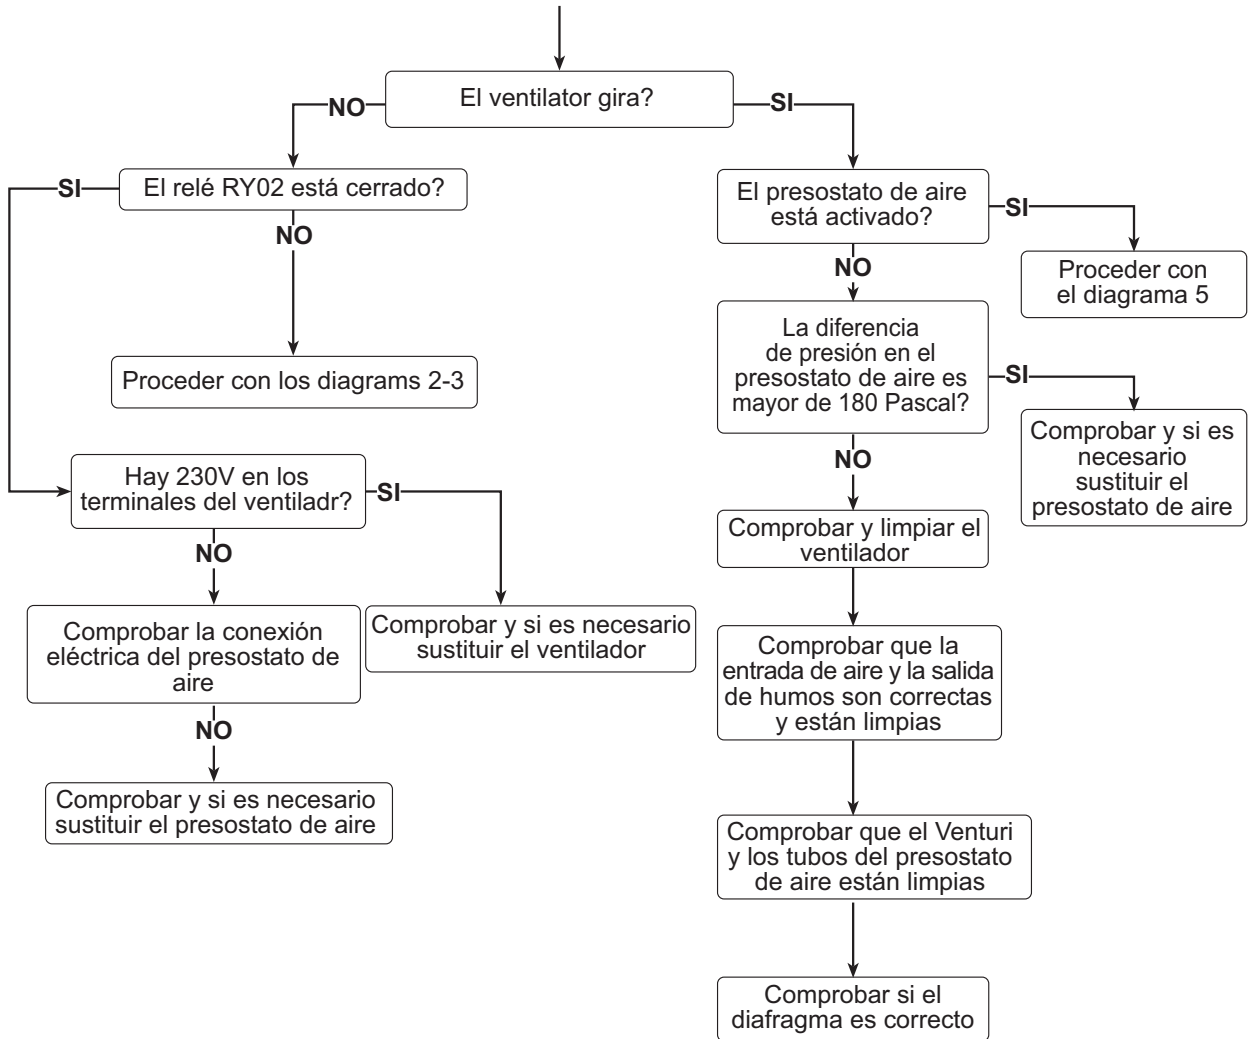 El ventilator gira?
NO
SI
SI
El relé RY02 está cerrado?
NO
Proceder con los diagrams 2-3
Hay 230V en los
terminales del ventiladr?
SI
NO
Comprobar la conexión
eléctrica del presostato de
aire
Comprobar y si es necesario
sustituir el ventilador
NO
Comprobar y si es necesario
sustituir el presostato de aire
El presostato de aire
está activado?
SI
NO
Proceder con
el diagrama 5
La diferencia
de presión en el
presostato de aire es
mayor de 180 Pascal?
SI
NO
Comprobar y si es
necesario
sustituir el
presostato de aire
Comprobar y limpiar el
ventilador
Comprobar que la
entrada de aire y la salida
de humos son correctas
y están limpias
Comprobar que el Venturi
y los tubos del presostato
de aire están limpias
Comprobar si el
diafragma es correcto